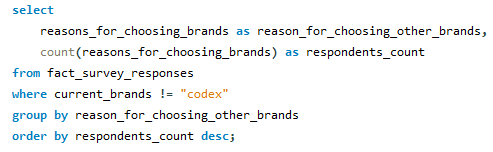 select
reasons_for_choosing_brands as reason_for_choosing_other_brands,
count(reasons_for_choosing_brands) as respondents_count
from fact_survey_responses
where current_brands != "codex"
group by reason_for_choosing_other_brands
order by respondents_count desc;